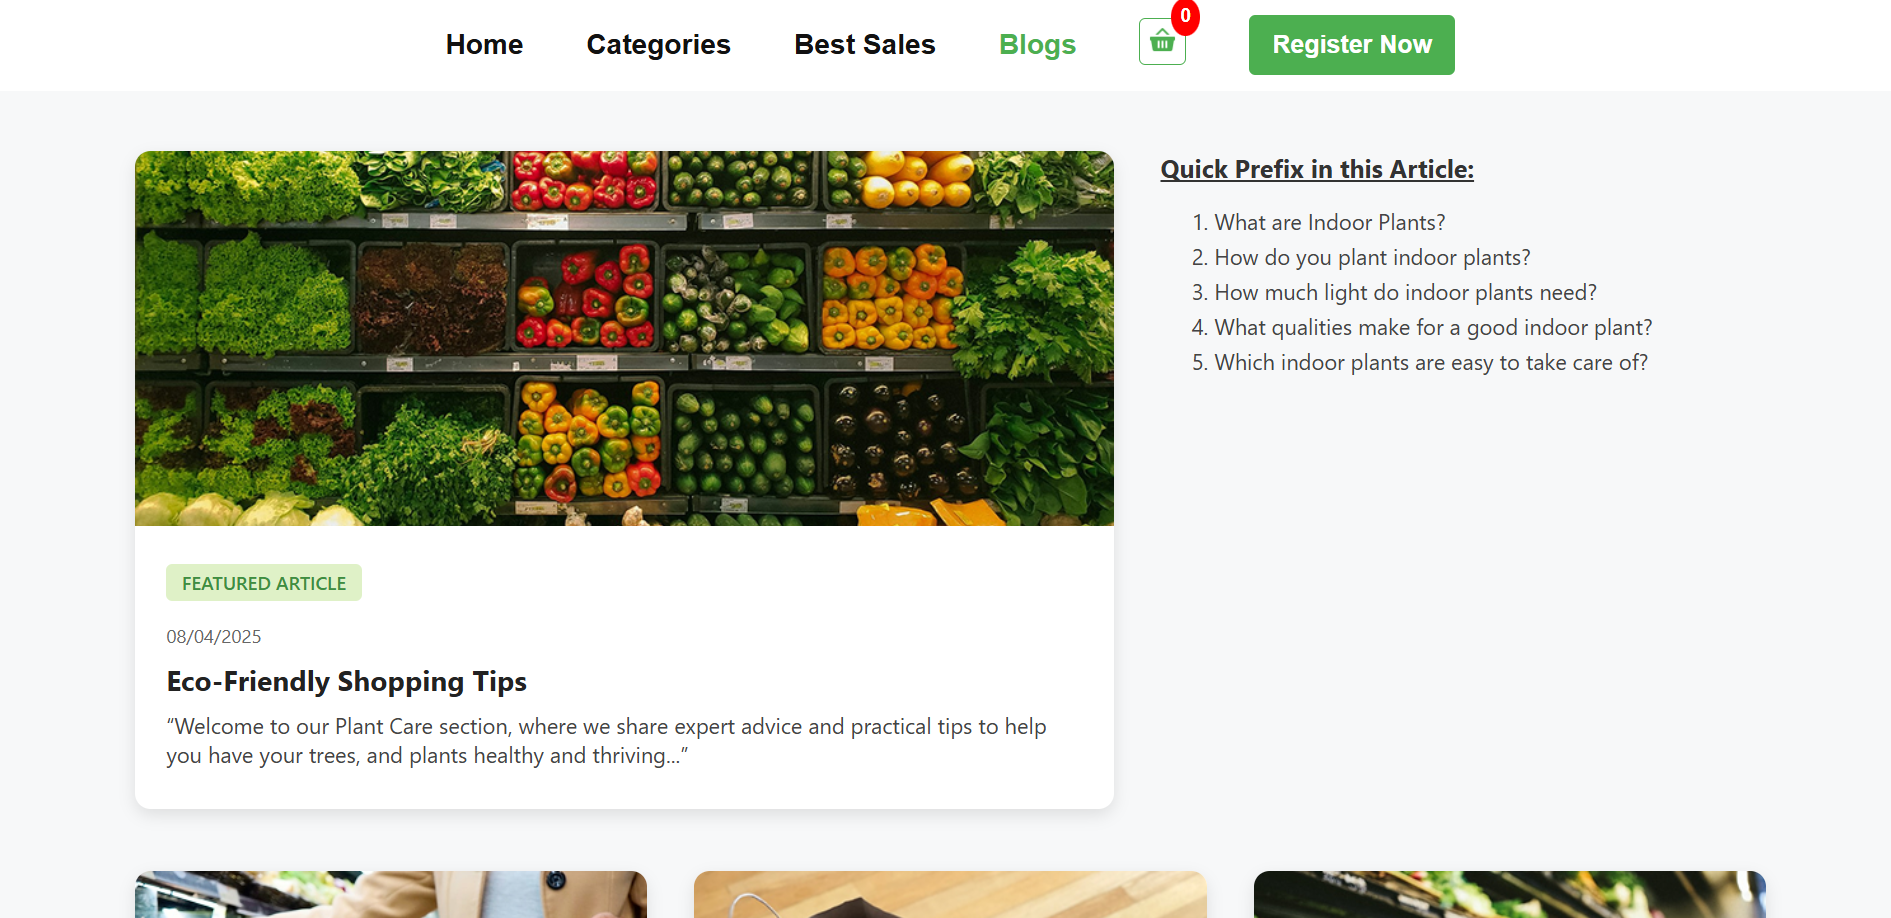 Home
Categories
Best Sales
Blogs
0
Register Now
Quick Prefix in this Article:
1. What are Indoor Plants?
2. How do you plant indoor plants?
3. How much light do indoor plants need?
4. What qualities make for a good indoor plant?
5. Which indoor plants are easy to take care of?
FEATURED ARTICLE
08/04/2025
Eco-Friendly Shopping Tips
“Welcome to our Plant Care section, where we share expert advice and practical tips to help
you have your trees, and plants healthy and thriving...”